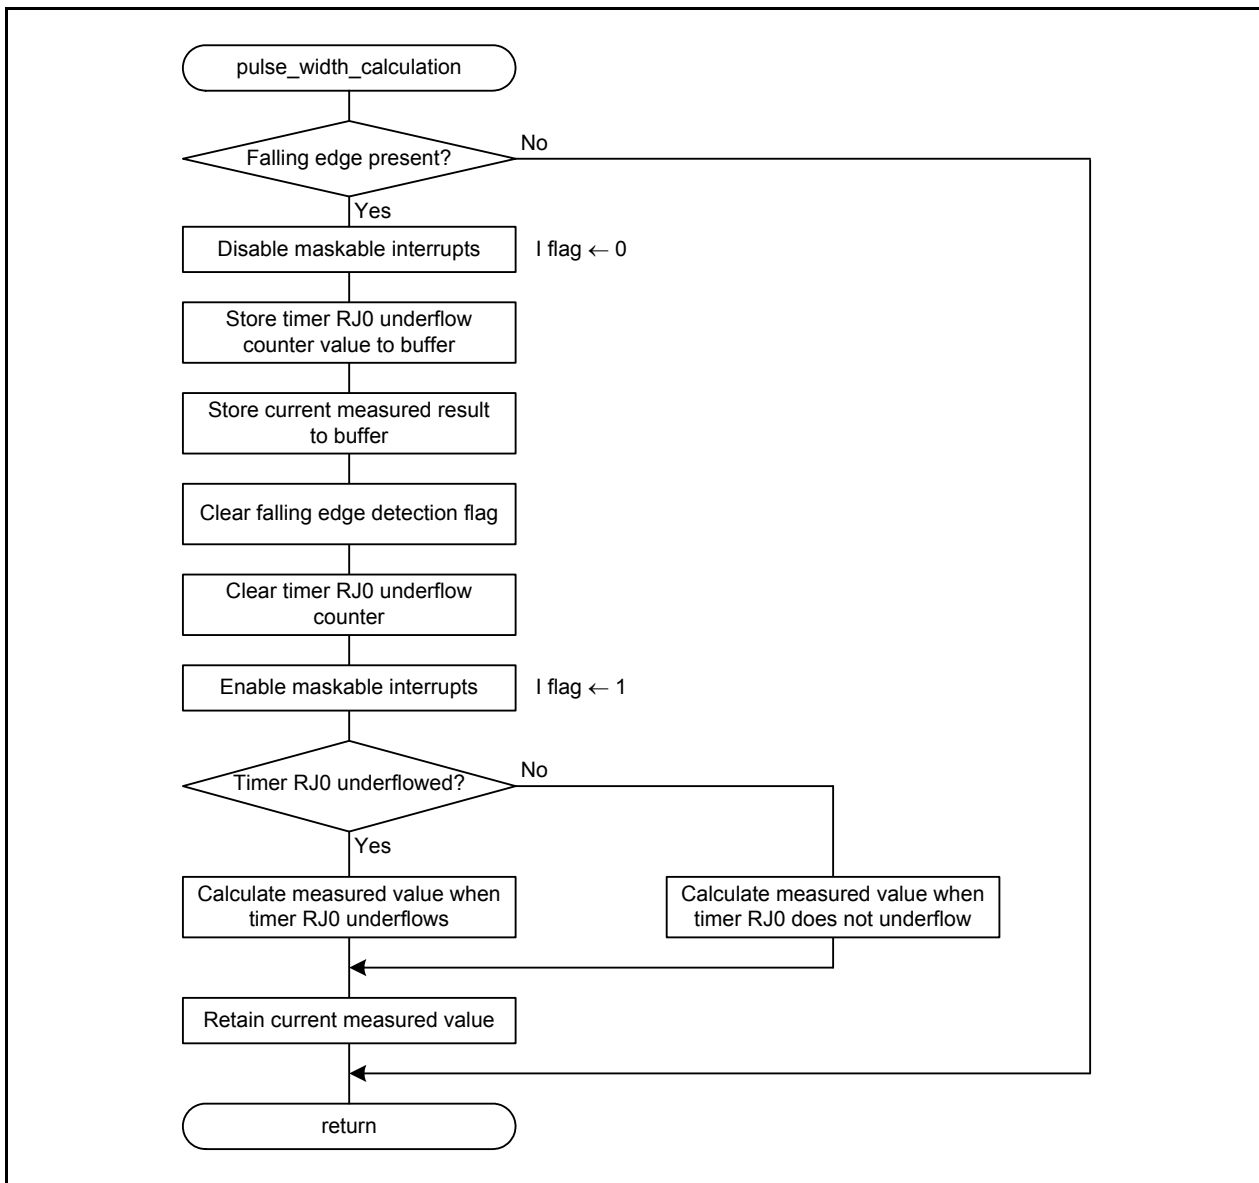 pulse_width_calculation
Falling edge present?
No
Yes
Disable maskable interrupts
I flag ← 0
Store timer RJ0 underflow
counter value to buffer
Store current measured result
to buffer
Clear falling edge detection flag
Clear timer RJ0 underflow
counter
Enable maskable interrupts
I flag ← 1
Timer RJ0 underflowed?
No
Yes
Calculate measured value when
timer RJ0 underflows
Calculate measured value when
timer RJ0 does not underflow
Retain current measured value
return